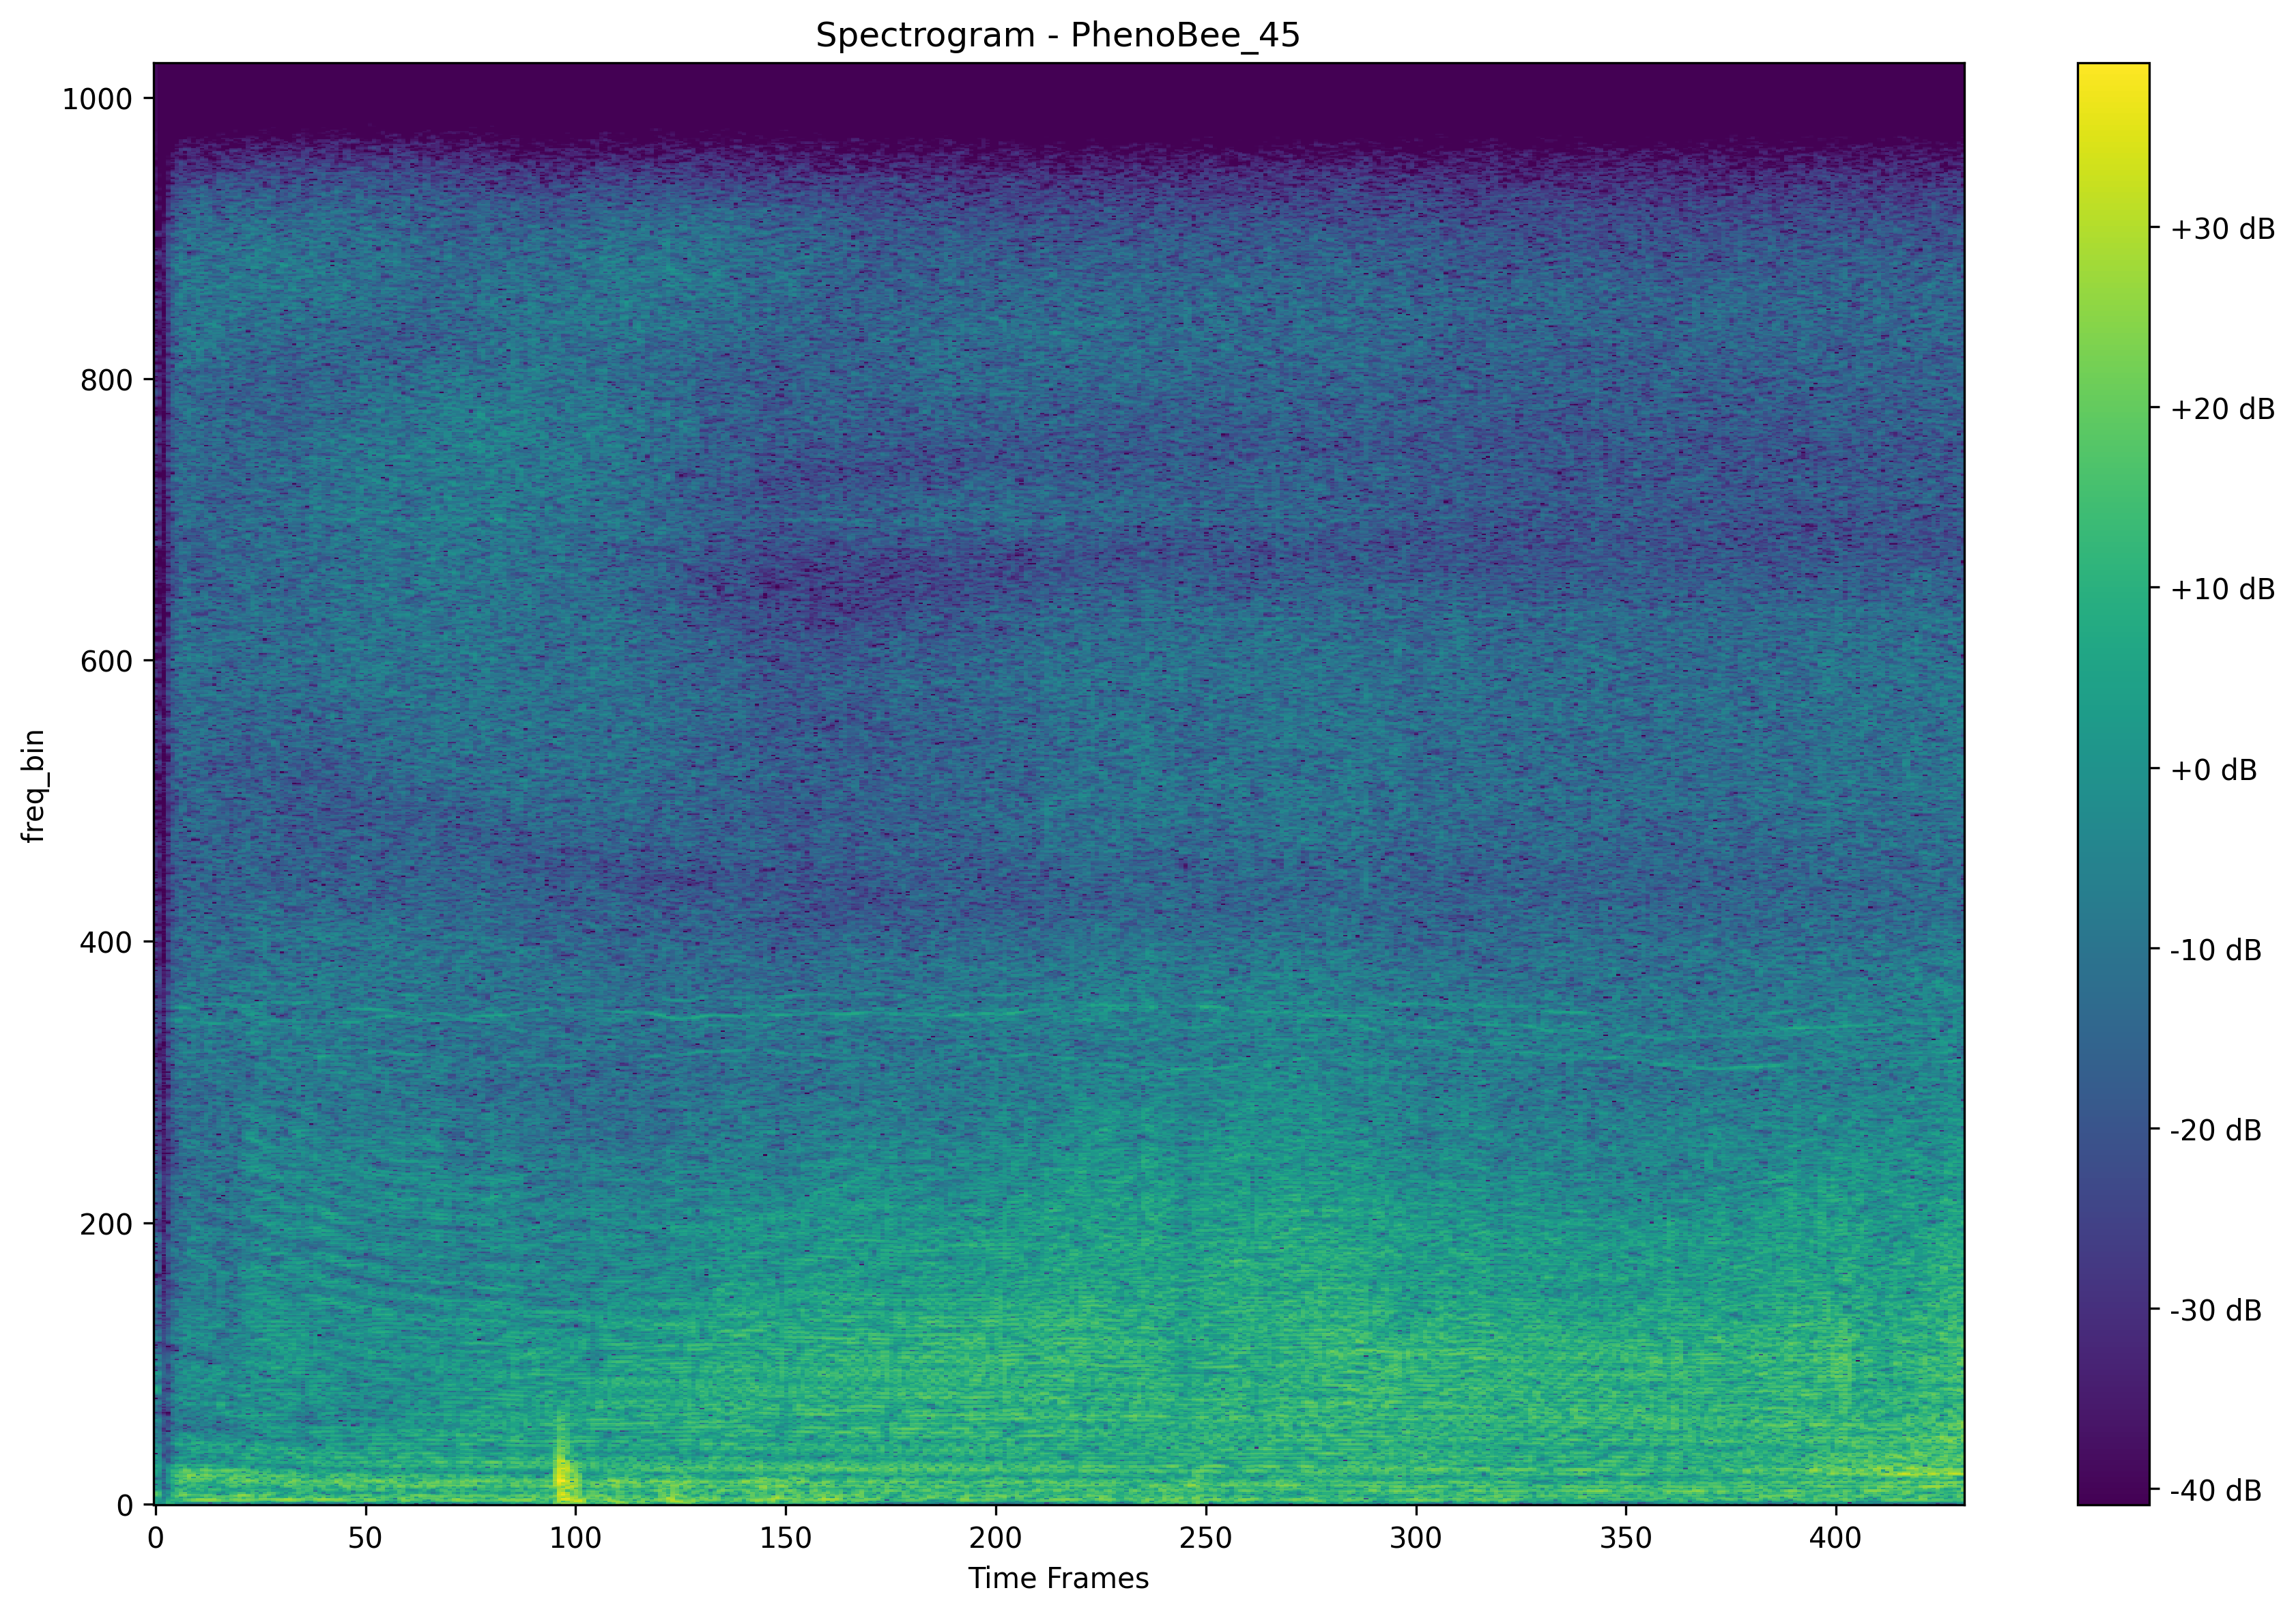 Spectrogram - PhenoBee_45
1000
800
600
400
200
0
freq_bin
0 50 100 150 200 250 300 350 400
Time Frames
+30 dB
+20 dB
+10 dB
+0 dB
-10 dB
-20 dB
-30 dB
-40 dB